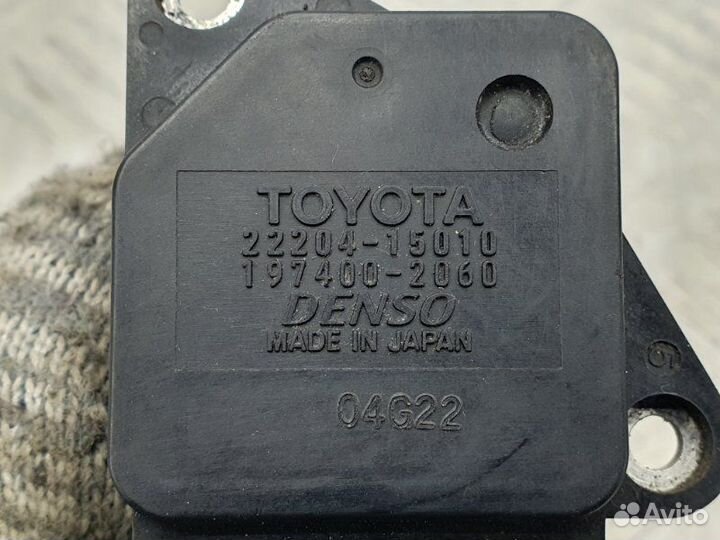 TOYOTA
22204-15010
197400-2060
DENSO
MADE IN JAPAN
04G22
Avito